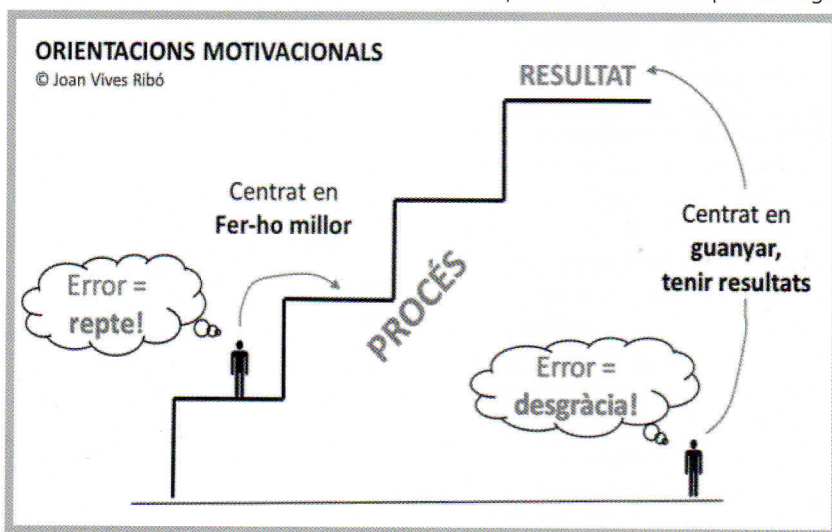 ORIENTACIONS MOTIVACIONALS
© Joan Vives Ribó
RESULTAT
Centrat en
Fer-ho millor
Centrat en
guanyar,
tenir resultats
Error =
repte!
PROCÉS
Error =
desgràcia!